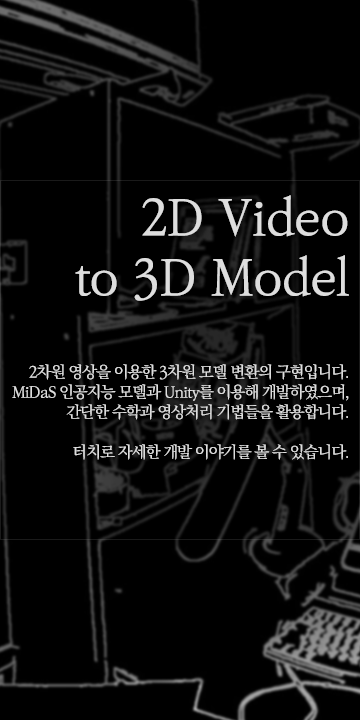 2D Video
to 3D Model
2차원 영상을 이용한 3차원 모델 변환의 구현입니다.
MiDaS 인공지능 모델과 Unity를 이용해 개발하였으며,
간단한 수학과 영상처리 기법들을 활용합니다.
터치로 자세한 개발 이야기를 볼 수 있습니다.